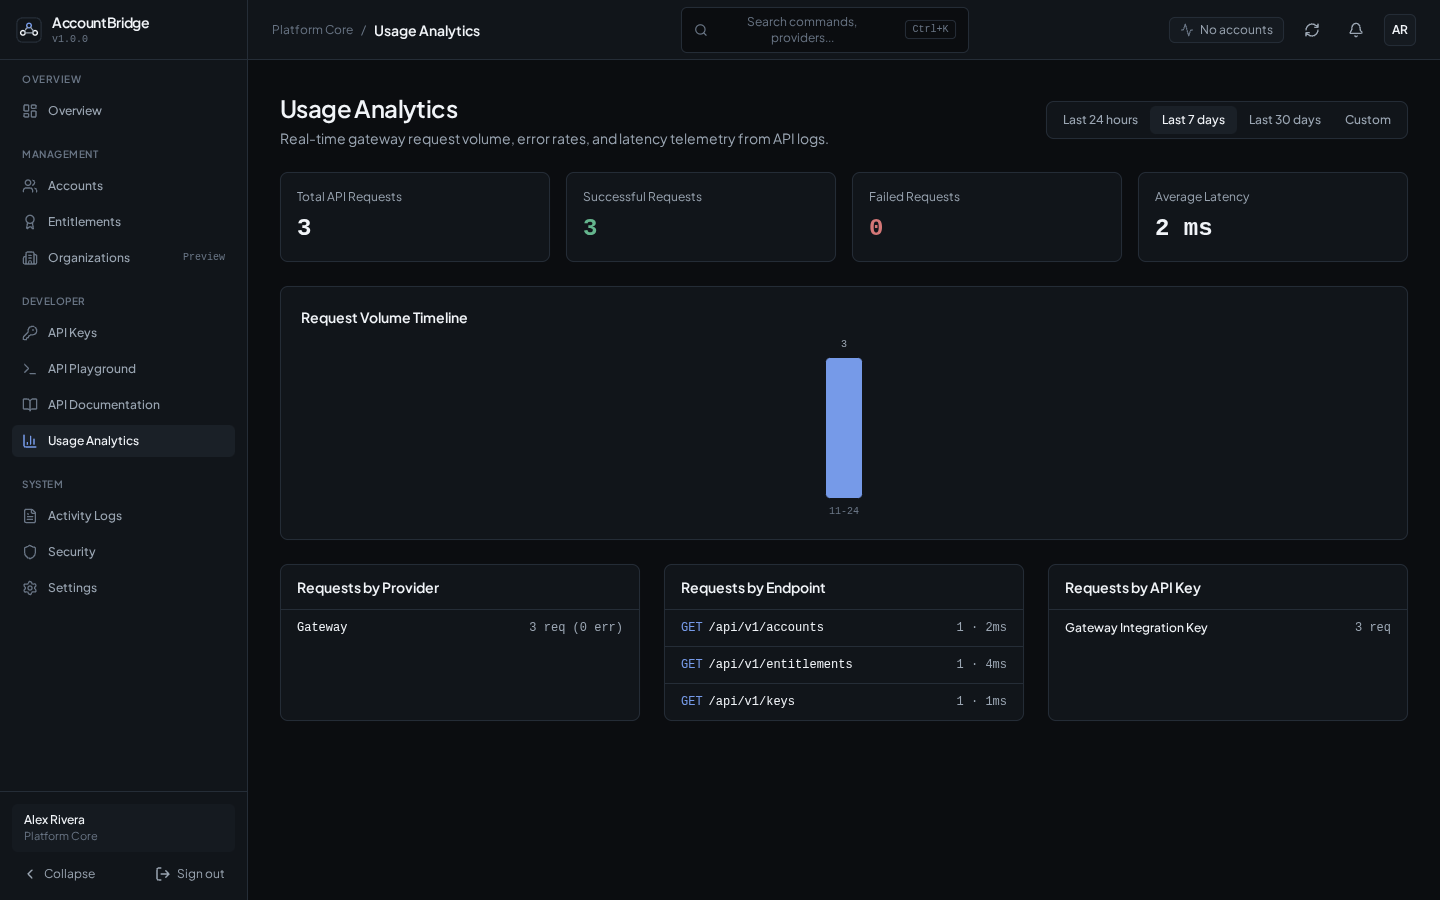 AccountBridge
v1.0.0
OVERVIEW
Overview
MANAGEMENT
Accounts
Entitlements
Organizations Preview
DEVELOPER
API Keys
API Playground
API Documentation
Usage Analytics
SYSTEM
Activity Logs
Security
Settings
Alex Rivera
Platform Core
Collapse Sign out
Platform Core / Usage Analytics
Search commands,
providers...
Ctrl+K
No accounts
AR
Usage Analytics
Real-time gateway request volume, error rates, and latency telemetry from API logs.
Last 24 hours Last 7 days Last 30 days Custom
Total API Requests
3
Successful Requests
3
Failed Requests
0
Average Latency
2 ms
Request Volume Timeline
3
11-24
Requests by Provider
Gateway 3 req (0 err)
Requests by Endpoint
GET /api/v1/accounts 1 · 2ms
GET /api/v1/entitlements 1 · 4ms
GET /api/v1/keys 1 · 1ms
Requests by API Key
Gateway Integration Key 3 req